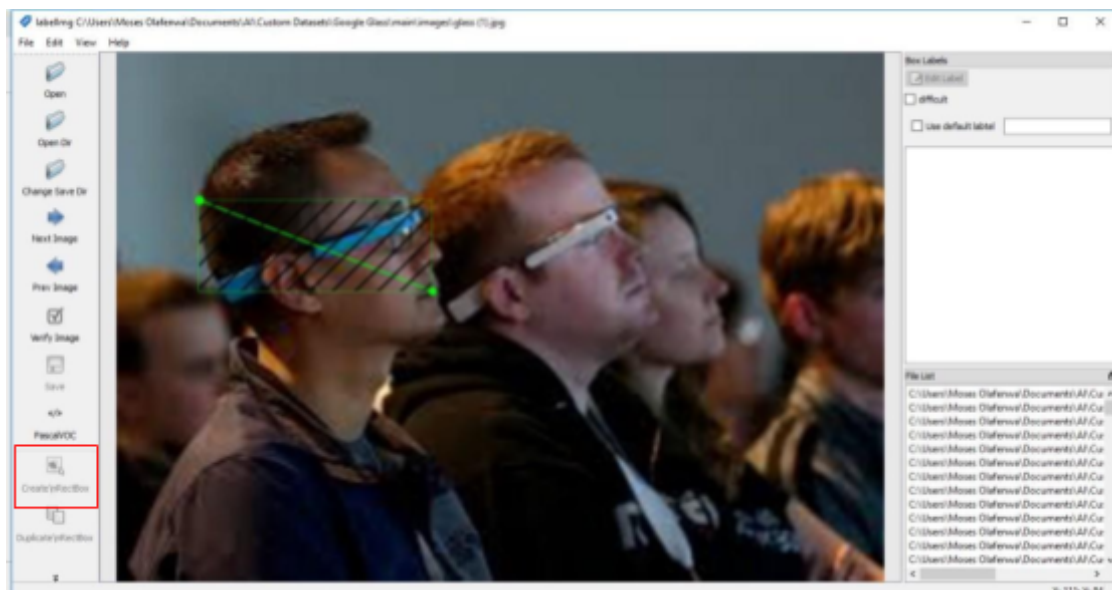 labelImg C:\Users\Moses Olafenwa\Documents\AI\Custom Datasets\Google Glass\main\images\glass (1).jpg
File Edit View Help
Open
Open Dir
Change Save Dir
Next Image
Prev Image
Verify Image
Save
</>
PascalVOC
Create\nRectBox
Duplicate\nRectBox
Box Labels
Edit Label
difficult
Use default label
File List
C:\Users\Moses Olafenwa\Documents\AI\Cu
C:\Users\Moses Olafenwa\Documents\AI\Cu
C:\Users\Moses Olafenwa\Documents\AI\Cu
C:\Users\Moses Olafenwa\Documents\AI\Cu
C:\Users\Moses Olafenwa\Documents\AI\Cu
C:\Users\Moses Olafenwa\Documents\AI\Cu
C:\Users\Moses Olafenwa\Documents\AI\Cu
C:\Users\Moses Olafenwa\Documents\AI\Cu
C:\Users\Moses Olafenwa\Documents\AI\Cu
C:\Users\Moses Olafenwa\Documents\AI\Cu
C:\Users\Moses Olafenwa\Documents\AI\Cu
C:\Users\Moses Olafenwa\Documents\AI\Cu
C:\Users\Moses Olafenwa\Documents\AI\Cu